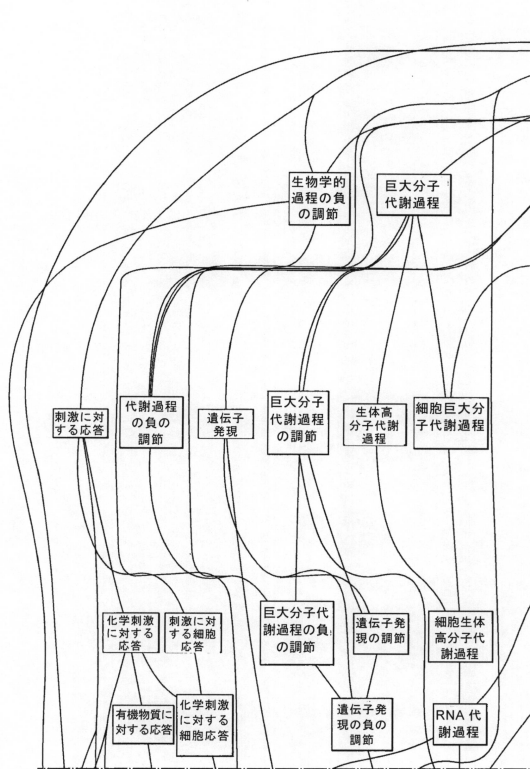 生物学的
過程の負
の調節
巨大分子
代謝過程
刺激に対
する応答
代謝過程
の負の
調節
遺伝子
発現
巨大分子
代謝過程
の調節
生体高
分子代謝
過程
細胞巨大分
子代謝過程
化学刺激
に対する
応答
刺激に対
する細胞
応答
巨大分子代
謝過程の負
の調節
遺伝子発
現の調節
細胞生体
高分子代
謝過程
有機物質に
対する応答
化学刺激
に対する
細胞応答
遺伝子発
現の負の
調節
RNA 代
謝過程